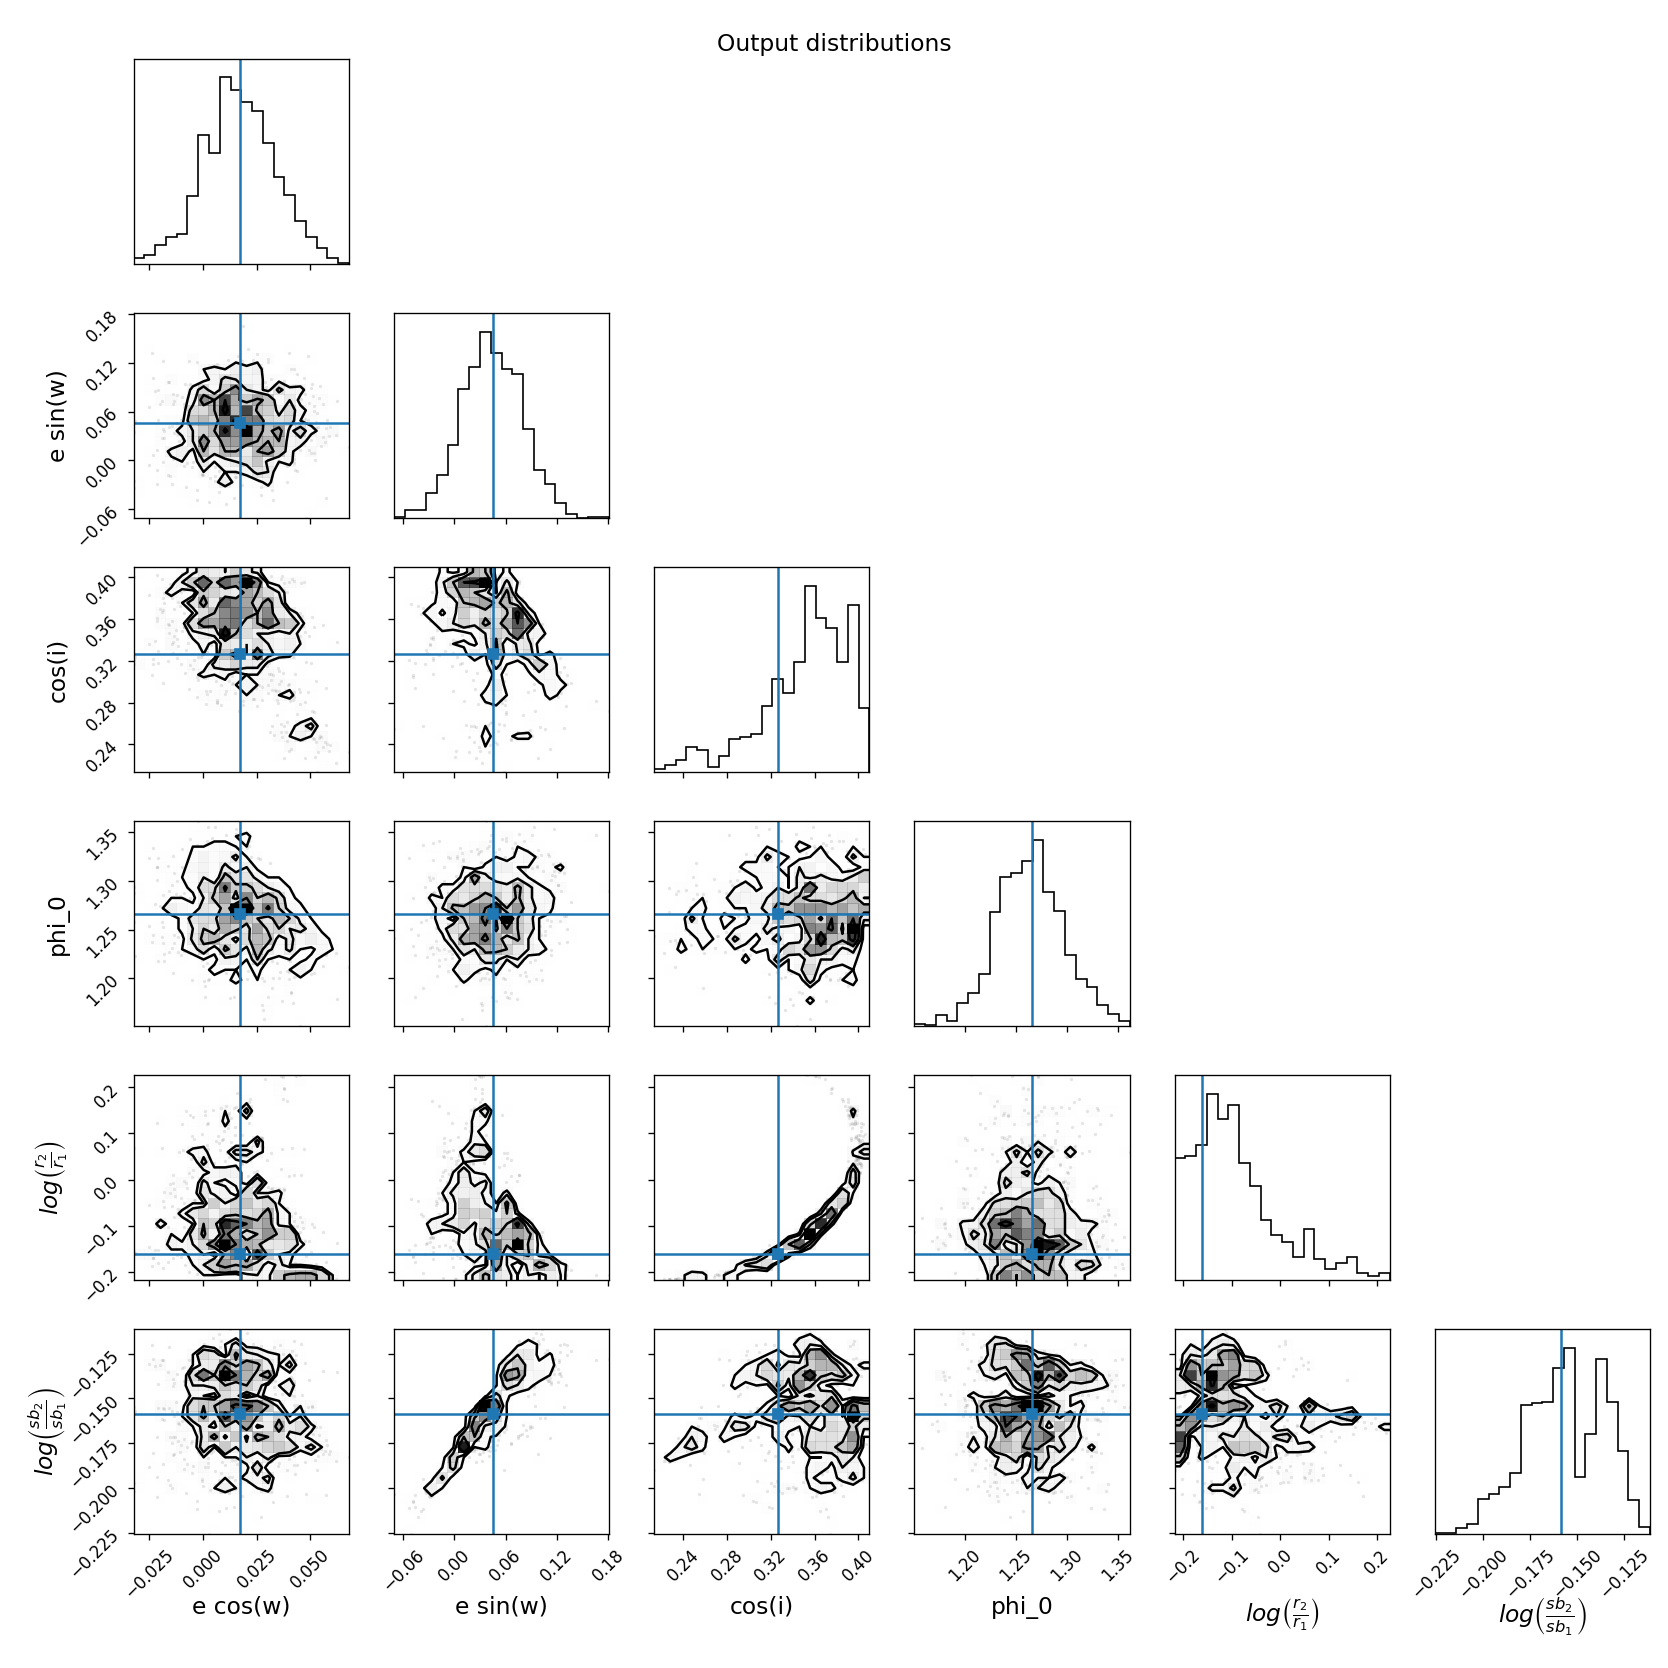 Output distributions
e sin(w)
0.18
0.12
0.06
0.00
−0.06
cos(i)
0.40
0.36
0.32
0.28
0.24
phi_0
1.35
1.30
1.25
1.20
log(r₂/r₁)
0.2
0.1
0.0
−0.1
−0.2
log(sb₂/sb₁)
−0.125
−0.150
−0.175
−0.200
−0.225
−0.025 0.000 0.025 0.050
−0.06 0.00 0.06 0.12 0.18
0.24 0.28 0.32 0.36 0.40
1.20 1.25 1.30 1.35
−0.2 −0.1 0.0 0.1 0.2
−0.225 −0.200 −0.175 −0.150 −0.125
e cos(w) e sin(w) cos(i) phi_0 log(r₂/r₁) log(sb₂/sb₁)